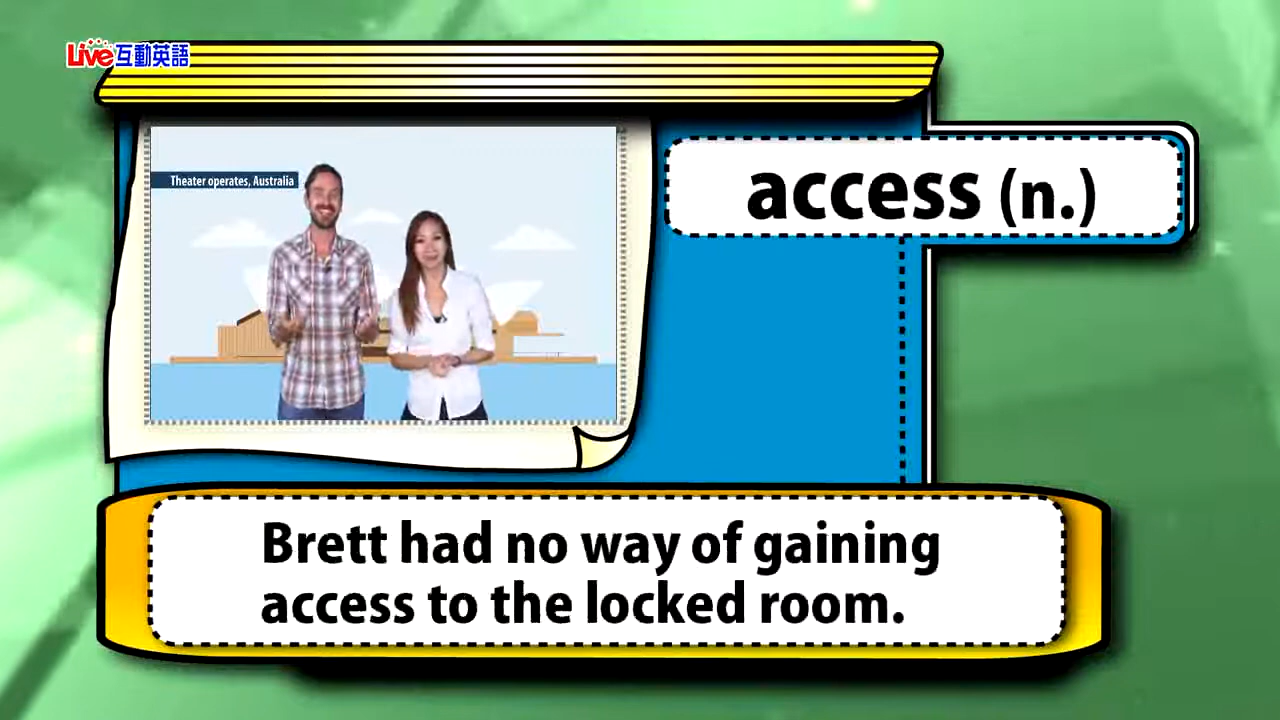 Live互動英語
Theater operates, Australia
access (n.)
Brett had no way of gaining
access to the locked room.